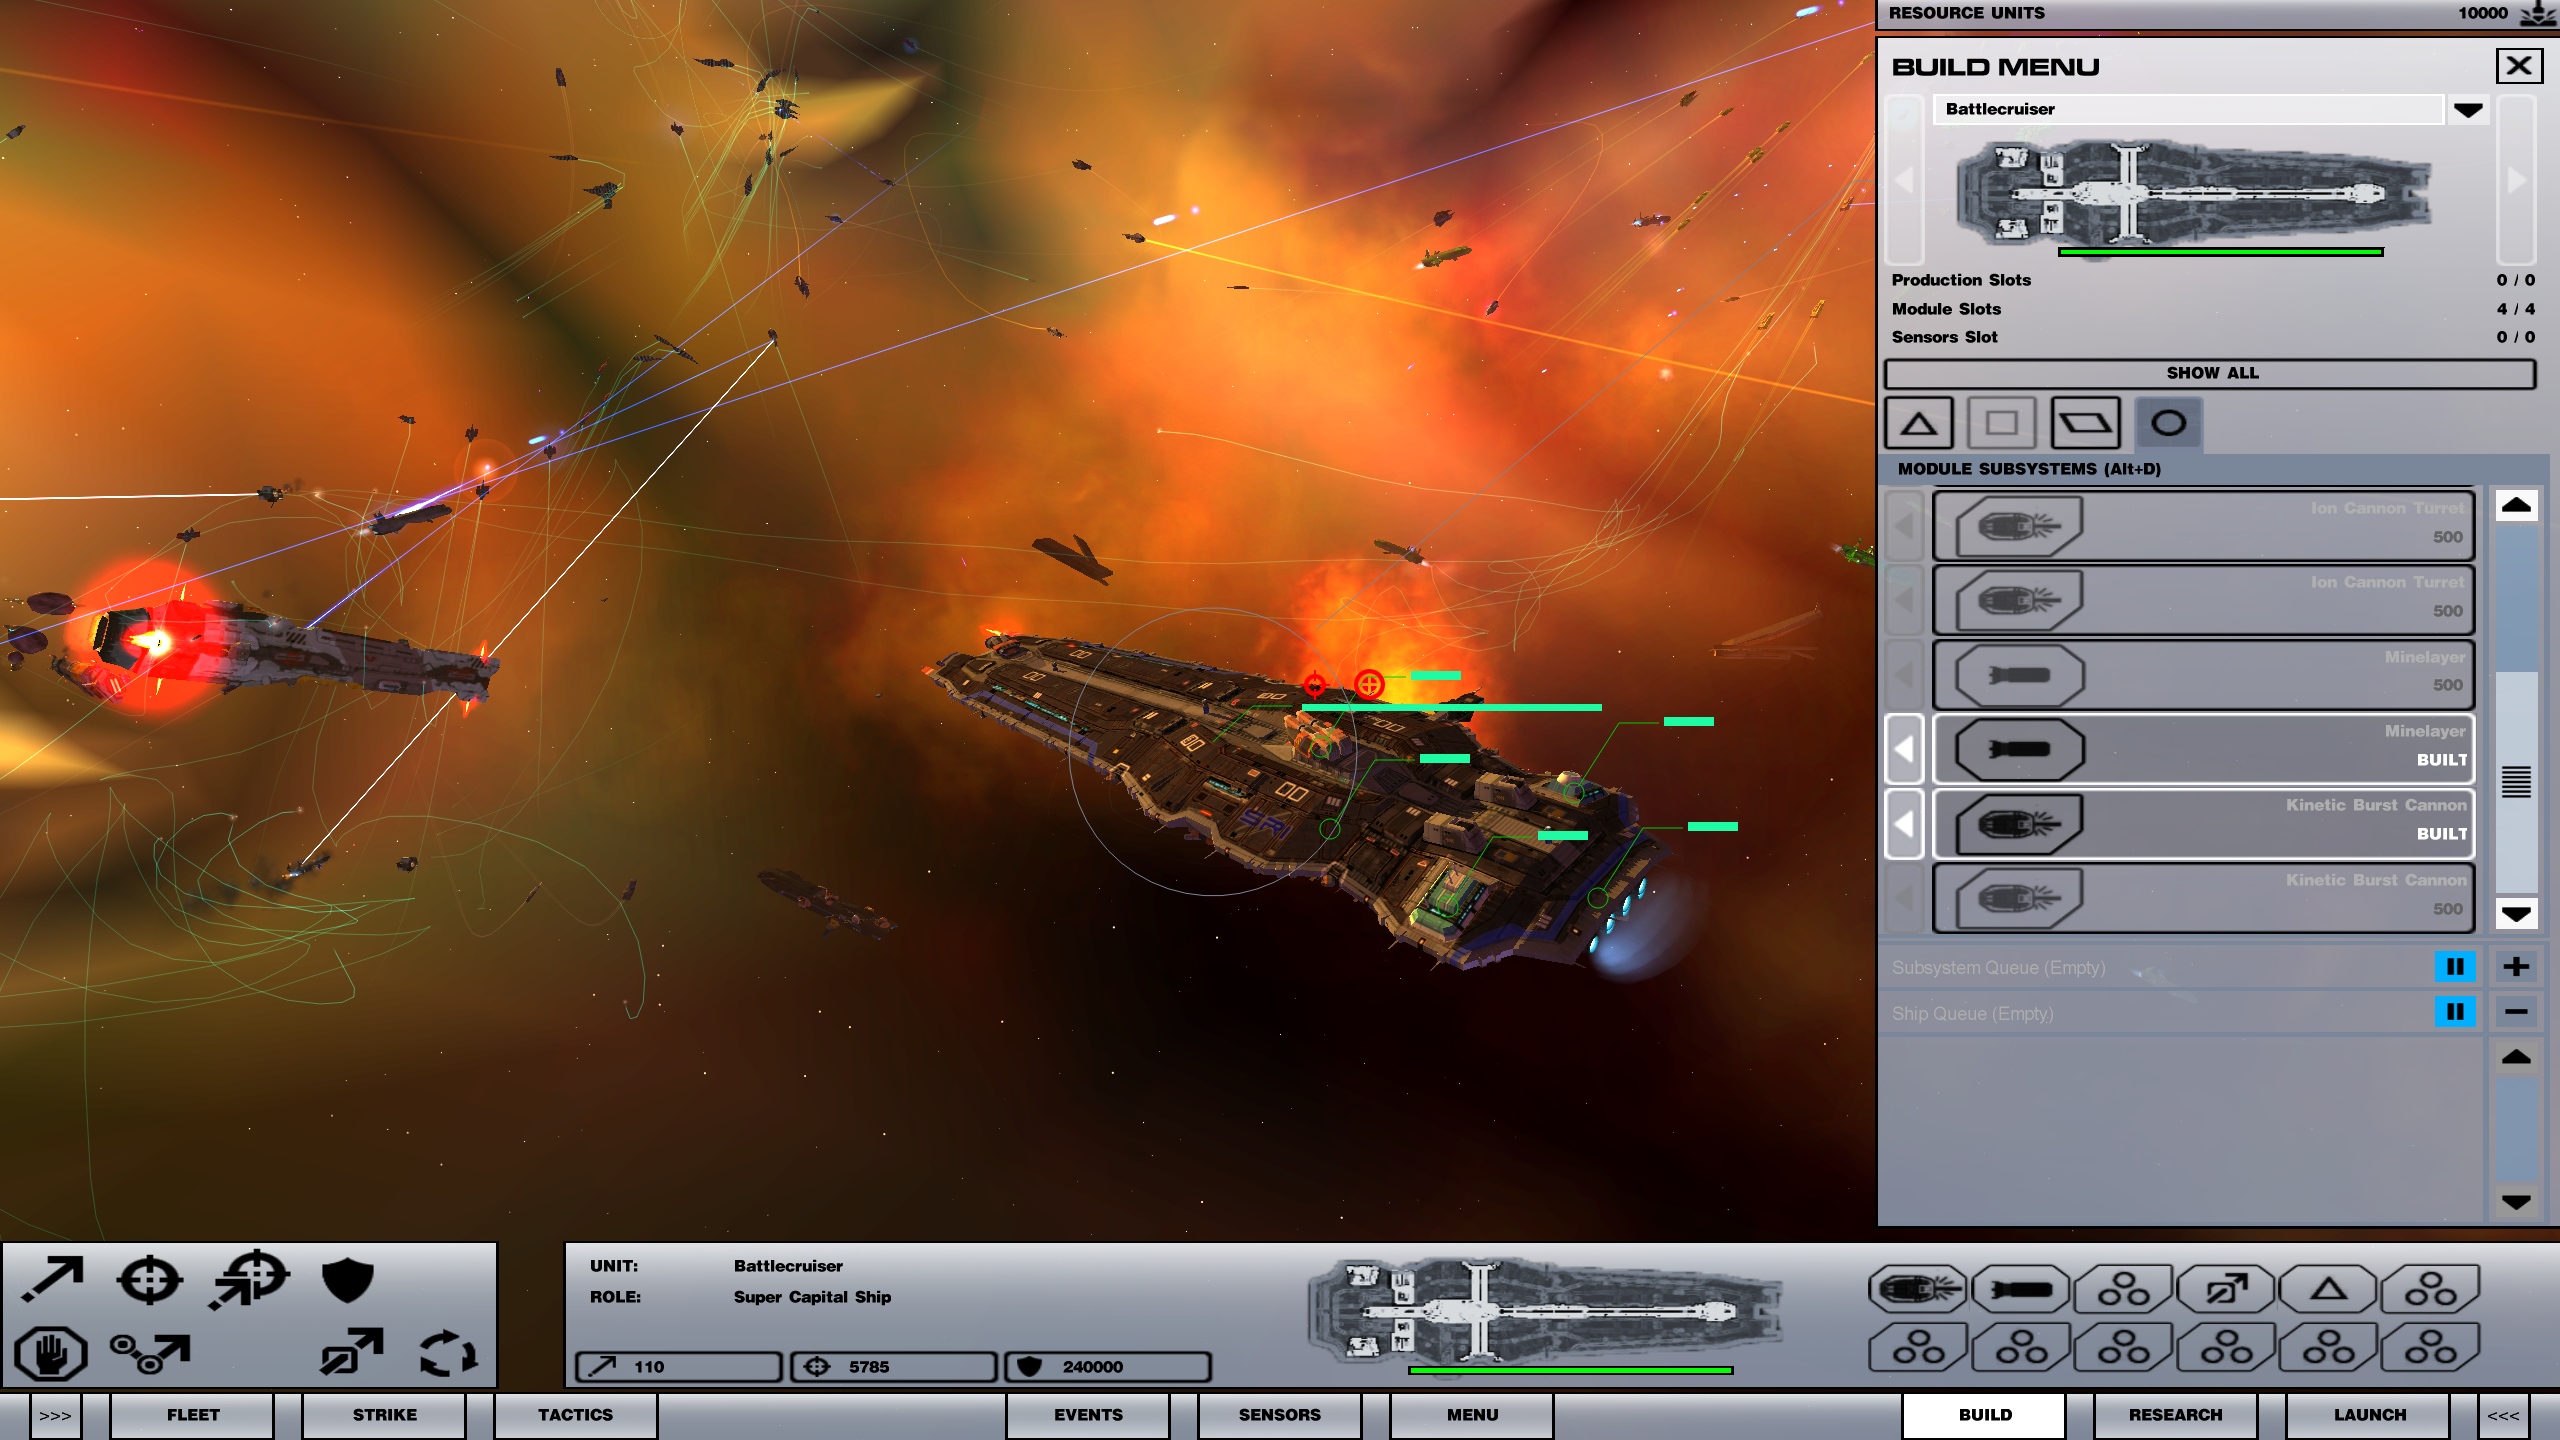 RESOURCE UNITS 10000
BUILD MENU
Battlecruiser
Production Slots 0 / 0
Module Slots 4 / 4
Sensors Slot 0 / 0
SHOW ALL
MODULE SUBSYSTEMS (Alt+D)
Ion Cannon Turret
500
Ion Cannon Turret
500
Minelayer
500
Minelayer
BUILT
Kinetic Burst Cannon
BUILT
Kinetic Burst Cannon
500
Subsystem Queue (Empty)
Ship Queue (Empty)
UNIT: Battlecruiser
ROLE: Super Capital Ship
110 5785 240000
>>> FLEET STRIKE TACTICS EVENTS SENSORS MENU BUILD RESEARCH LAUNCH <<<